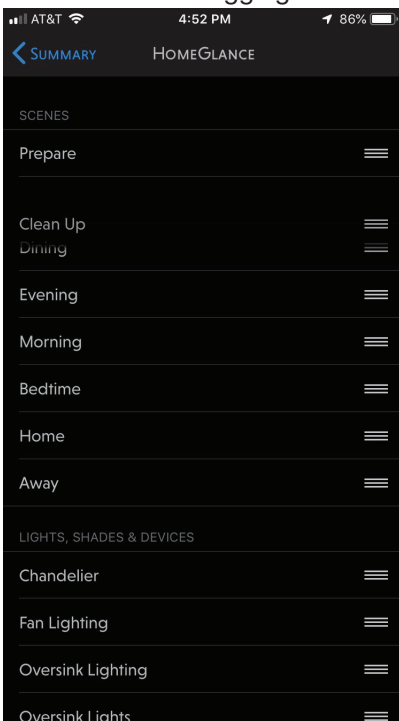 AT&T 4:52 PM 86%
Summary HomeGlance
SCENES
Prepare
Clean Up
Dining
Evening
Morning
Bedtime
Home
Away
LIGHTS, SHADES & DEVICES
Chandelier
Fan Lighting
Oversink Lighting
Oversink Lights